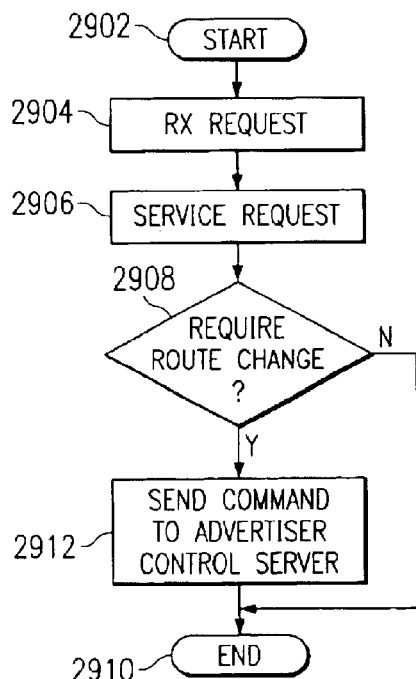 2902
START
2904
RX REQUEST
2906
SERVICE REQUEST
2908
REQUIRE
ROUTE CHANGE
?
N
Y
2912
SEND COMMAND
TO ADVERTISER
CONTROL SERVER
2910
END